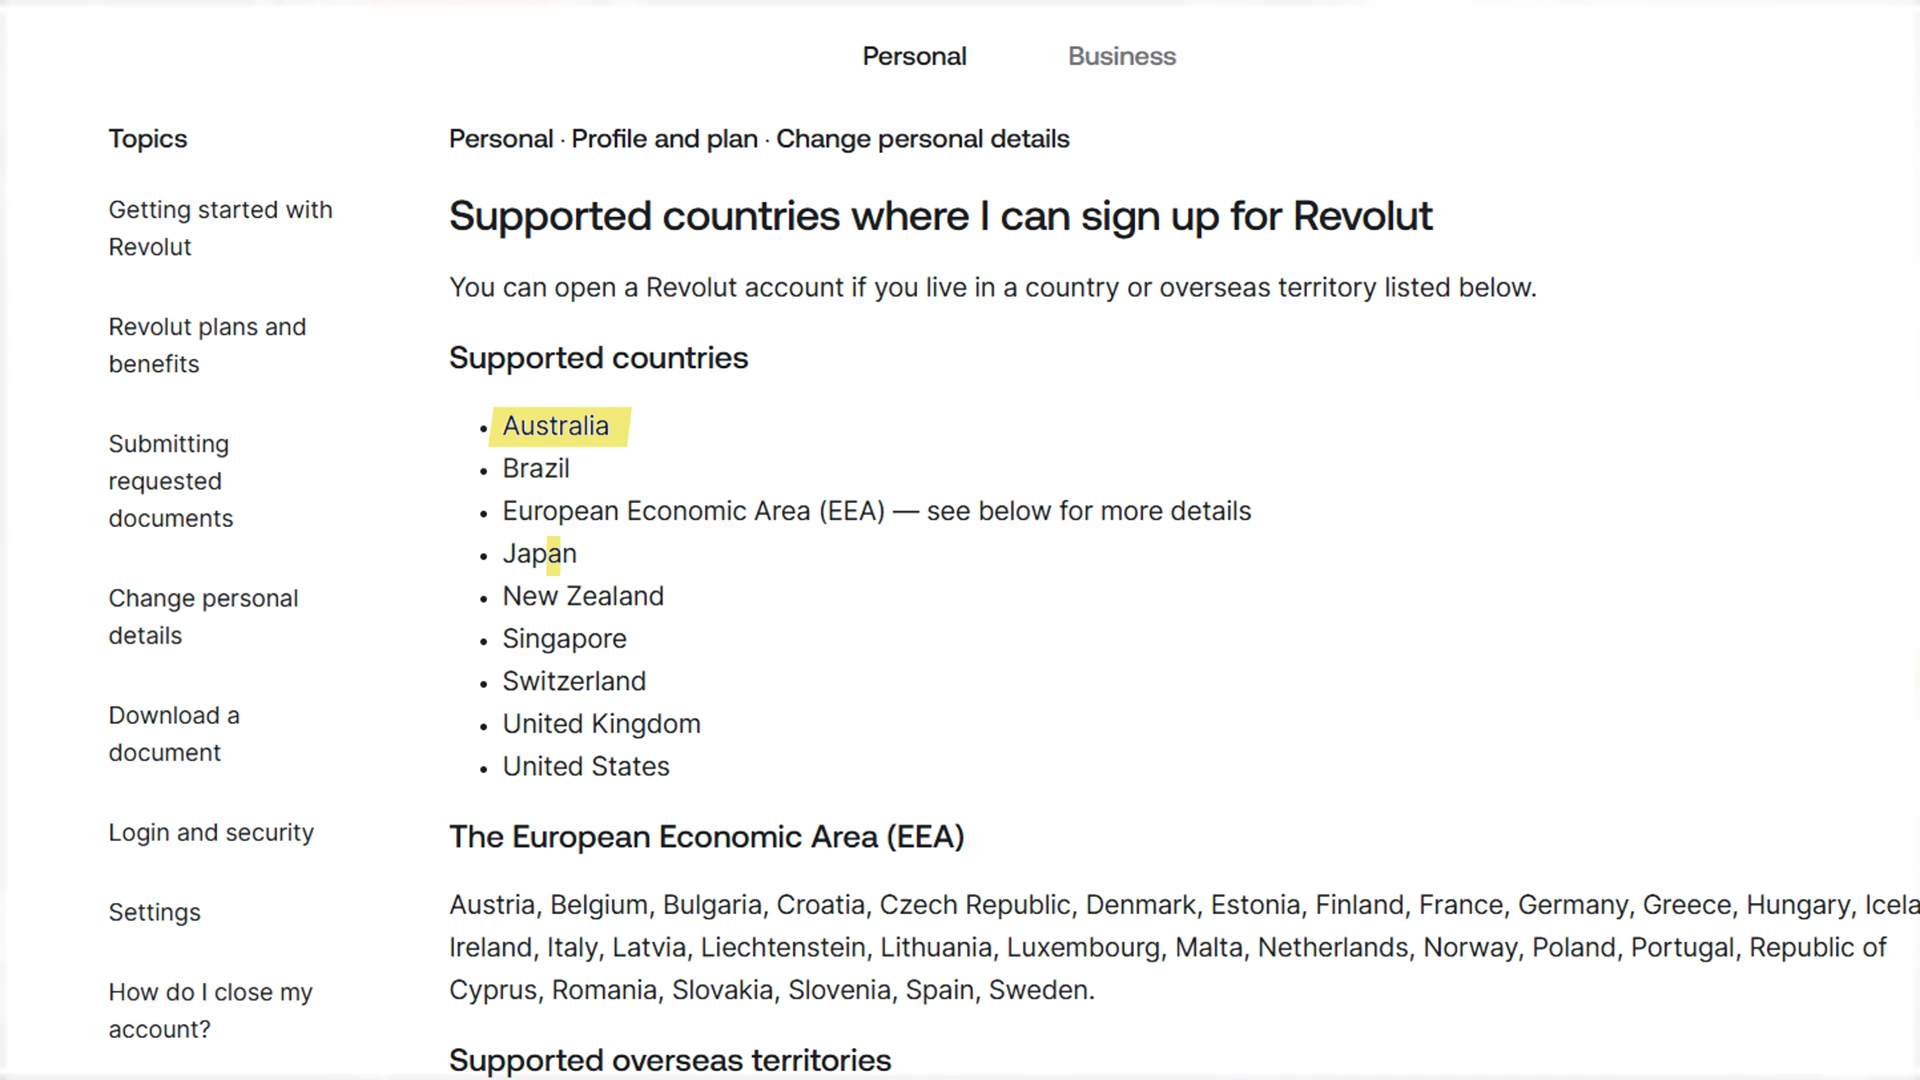 Personal
Business
Topics
Getting started with
Revolut
Revolut plans and
benefits
Submitting
requested
documents
Change personal
details
Download a
document
Login and security
Settings
How do I close my
account?
Personal · Profile and plan · Change personal details
Supported countries where I can sign up for Revolut
You can open a Revolut account if you live in a country or overseas territory listed below.
Supported countries
• Australia
• Brazil
• European Economic Area (EEA) — see below for more details
• Japan
• New Zealand
• Singapore
• Switzerland
• United Kingdom
• United States
The European Economic Area (EEA)
Austria, Belgium, Bulgaria, Croatia, Czech Republic, Denmark, Estonia, Finland, France, Germany, Greece, Hungary,
Ireland, Italy, Latvia, Liechtenstein, Lithuania, Luxembourg, Malta, Netherlands, Norway, Poland, Portugal, Republic of
Cyprus, Romania, Slovakia, Slovenia, Spain, Sweden.
Supported overseas territories